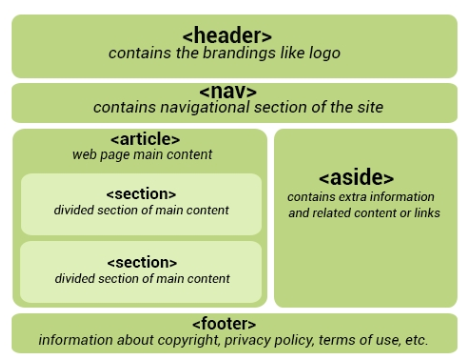 <header>
contains the brandings like logo
<nav>
contains navigational section of the site
<article>
web page main content
<section>
divided section of main content
<section>
divided section of main content
<aside>
contains extra information
and related content or links
<footer>
information about copyright, privacy policy, terms of use, etc.